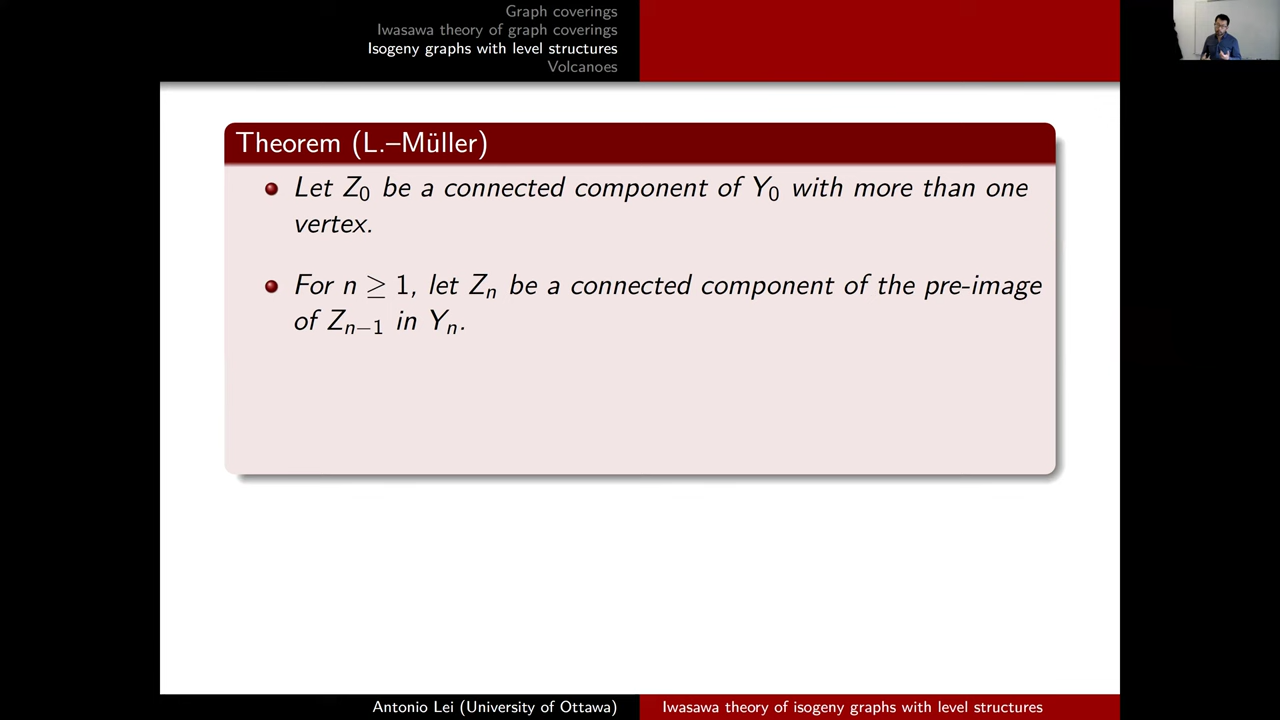 Graph coverings
Iwasawa theory of graph coverings
Isogeny graphs with level structures
Volcanoes
Theorem (L.–Müller)
Let Z₀ be a connected component of Y₀ with more than one
vertex.
For n ≥ 1, let Zₙ be a connected component of the pre-image
of Zₙ₋₁ in Yₙ.
Antonio Lei (University of Ottawa)
Iwasawa theory of isogeny graphs with level structures